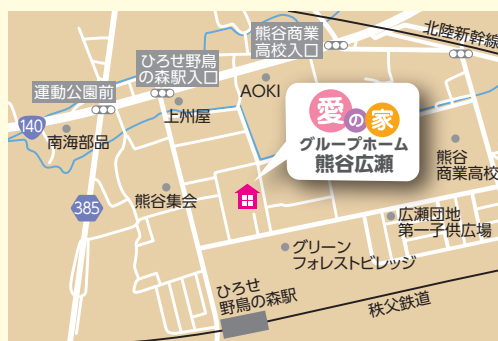 熊谷商業
高校入口
北陸新幹線
ひろせ野鳥
の森駅入口
運動公園前
AOKI
上州屋
愛の家
グループホーム
熊谷広瀬
140
南海部品
熊谷
商業高校
熊谷集会
385
広瀬団地
第一子供広場
グリーン
フォレストビレッジ
ひろせ
野鳥の森駅
秩父鉄道